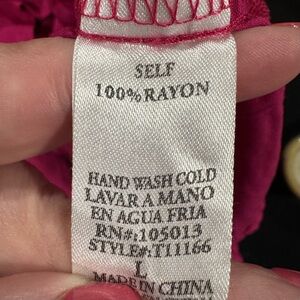 SELF
100% RAYON
HAND WASH COLD
LAVAR A MANO
EN AGUA FRIA
RN#:105013
STYLE#:T11166
L
MADE IN CHINA